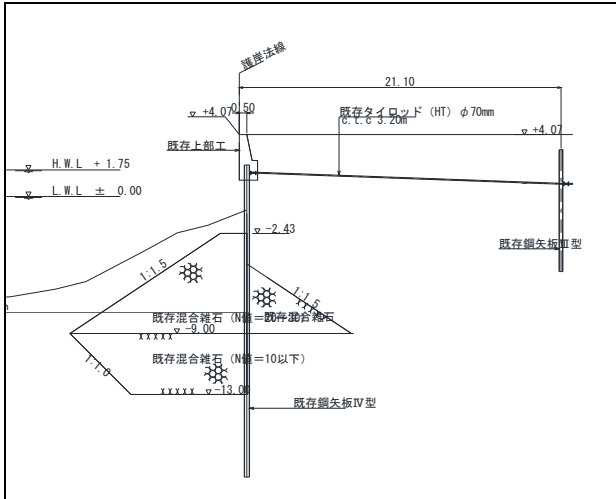 護岸法線
21.10
+4.07
0.50
既存タイロッド (HT) φ70mm
c.t.c 3.20m
+4.07
既存上部工
H.W.L + 1.75
L.W.L ± 0.00
-2.43
既存鋼矢板Ⅲ型
1:1.5
1:1.5
既存混合雑石 (N値=20~30)
既存混合雑石
-9.00
既存混合雑石 (N値=10以下)
1:1.0
-13.00
既存鋼矢板Ⅳ型